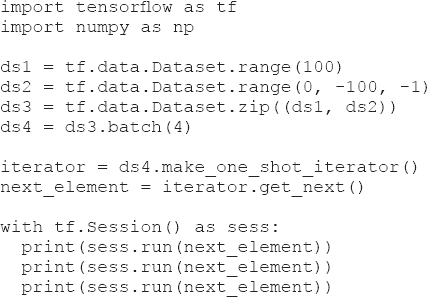 import tensorflow as tf
import numpy as np
ds1 = tf.data.Dataset.range(100)
ds2 = tf.data.Dataset.range(0, -100, -1)
ds3 = tf.data.Dataset.zip((ds1, ds2))
ds4 = ds3.batch(4)
iterator = ds4.make_one_shot_iterator()
next_element = iterator.get_next()
with tf.Session() as sess:
  print(sess.run(next_element))
  print(sess.run(next_element))
  print(sess.run(next_element))